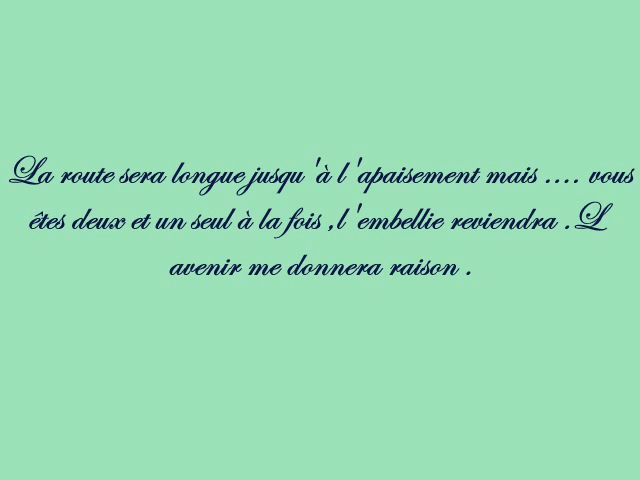 La route sera longue jusqu 'à l 'apaisement mais .... vous
êtes deux et un seul à la fois ,l 'embellie reviendra .L
avenir me donnera raison .